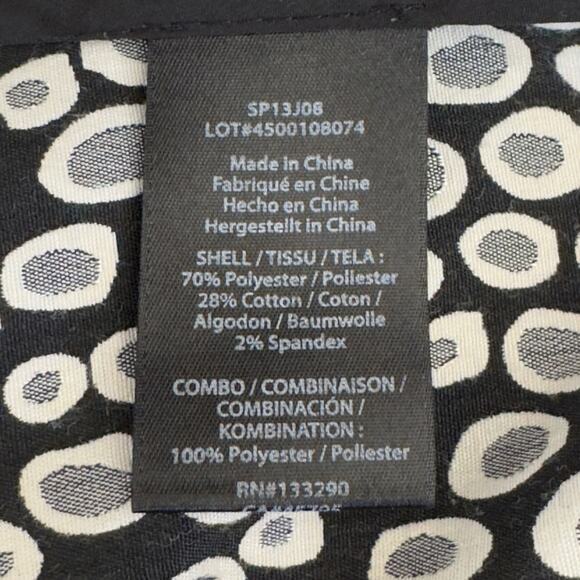 SP13J08
LOT#4500108074
Made in China
Fabriqué en Chine
Hecho en China
Hergestellt in China
SHELL / TISSU / TELA :
70% Polyester / Poliester
28% Cotton / Coton /
Algodon / Baumwolle
2% Spandex
COMBO / COMBINAISON /
COMBINACIÓN /
KOMBINATION :
100% Polyester / Poliester
RN#133290